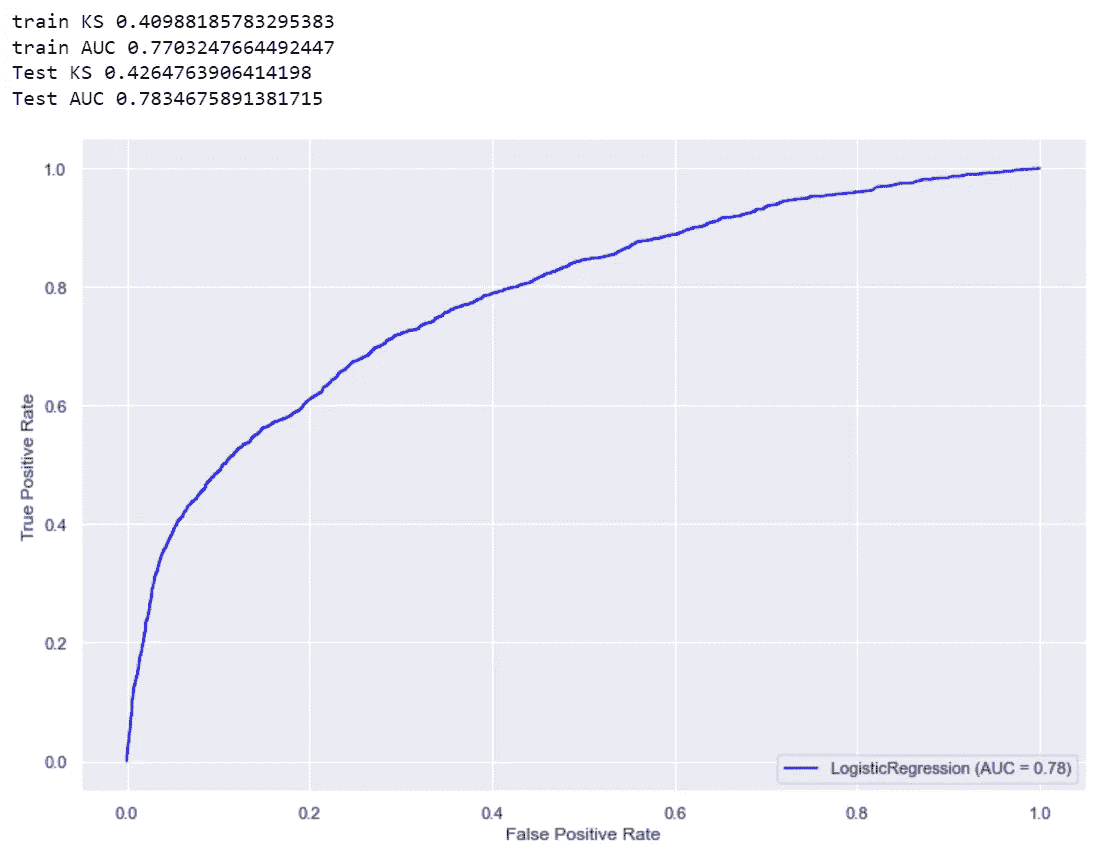 train KS 0.40988185783295383
train AUC 0.7703247664492447
Test KS 0.4264763906414198
Test AUC 0.7834675891381715
1.0
0.8
0.6
0.4
0.2
0.0
True Positive Rate
LogisticRegression (AUC = 0.78)
0.0 0.2 0.4 0.6 0.8 1.0
False Positive Rate